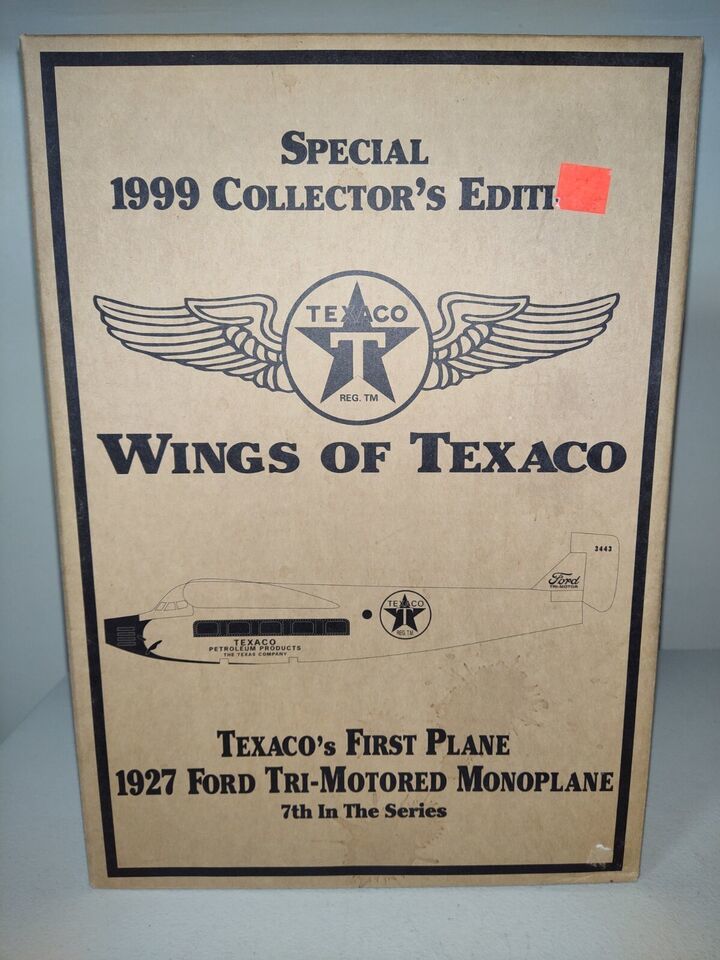 SPECIAL
1999 COLLECTOR'S EDITI
TEXACO
T
REG. TM
WINGS OF TEXACO
3443
Ford
TRI-MOTOR
TEXACO
T
REG. TM
TEXACO
PETROLEUM PRODUCTS
THE TEXAS COMPANY
TEXACO's FIRST PLANE
1927 FORD TRI-MOTORED MONOPLANE
7th In The Series